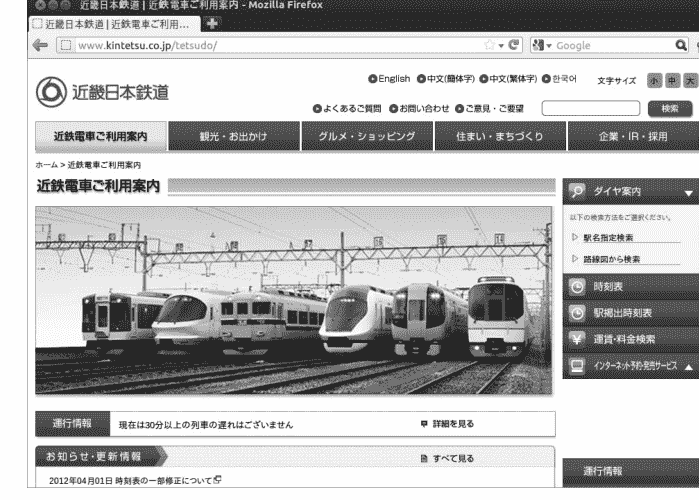 近畿日本鉄道 | 近鉄電車ご利用案内 - Mozilla Firefox
近畿日本鉄道 | 近鉄電車ご利用...
www.kintetsu.co.jp/tetsudo/
Google
近畿日本鉄道
English 中文(簡体字) 中文(繁体字) 한국어 文字サイズ 小 中 大
よくあるご質問 お問い合わせ ご意見・ご要望 検索
近鉄電車ご利用案内 観光・お出かけ グルメ・ショッピング 住まい・まちづくり 企業・IR・採用
ホーム > 近鉄電車ご利用案内
近鉄電車ご利用案内
ダイヤ案内
以下の検索方法をご選択ください。
駅名指定検索
路線図から検索
時刻表
駅掲出時刻表
運賃・料金検索
インターネット予約・発売サービス
運行情報 現在は30分以上の列車の遅れはございません 詳細を見る
お知らせ・更新情報 すべて見る
2012年04月01日 時刻表の一部修正について
運行情報